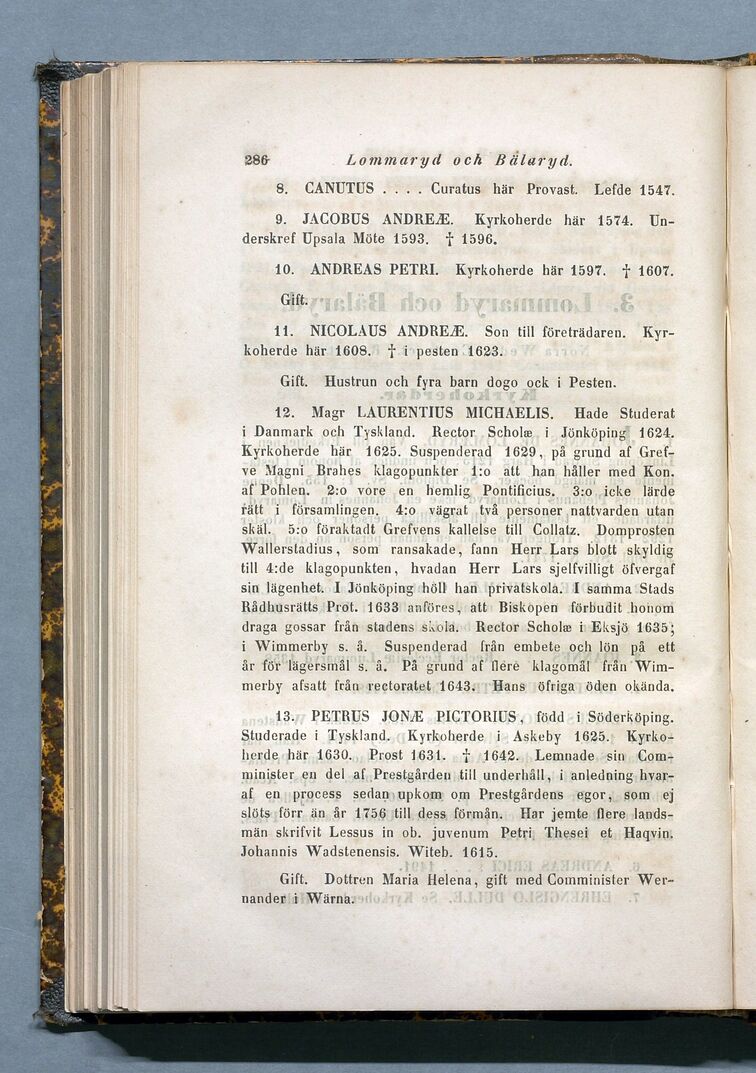 286 Lommaryd och Bälaryd.
8. CANUTUS . . . . Curatus här Provast. Lefde 1547.
9. JACOBUS ANDREÆ. Kyrkoherde här 1574. Un-
derskref Upsala Möte 1593. † 1596.
10. ANDREAS PETRI. Kyrkoherde här 1597. † 1607.
Gift.
11. NICOLAUS ANDREÆ. Son till företrädaren. Kyr-
koherde här 1608. † i pesten 1623.
Gift. Hustrun och fyra barn dogo ock i Pesten.
12. Magr LAURENTIUS MICHAELIS. Hade Studerat
i Danmark och Tyskland. Rector Scholæ i Jönköping 1624.
Kyrkoherde här 1625. Suspenderad 1629, på grund af Gref-
ve Magni Brahes klagopunkter 1:o att han håller med Kon.
af Pohlen. 2:o vore en hemlig Pontificius. 3:o icke lärde
rätt i församlingen. 4:o vägrat två personer nattvarden utan
skäl. 5:o föraktadt Grefvens kallelse till Collatz. Domprosten
Wallerstadius, som ransakade, fann Herr Lars blott skyldig
till 4:de klagopunkten, hvadan Herr Lars sjelfvilligt öfvergaf
sin lägenhet. I Jönköping höll han privatskola. I samma Stads
Rådhusrätts Prot. 1633 anföres, att Biskopen förbudit honom
draga gossar från stadens skola. Rector Scholæ i Eksjö 1635;
i Wimmerby s. å. Suspenderad från embete och lön på ett
år för lägersmål s. å. På grund af flere klagomål från Wim-
merby afsatt från rectoratet 1643. Hans öfriga öden okända.
13. PETRUS JONÆ PICTORIUS, född i Söderköping.
Studerade i Tyskland. Kyrkoherde i Askeby 1625. Kyrko-
herde här 1630. Prost 1631. † 1642. Lemnade sin Com-
minister en del af Prestgården till underhåll, i anledning hvar-
af en process sedan upkom om Prestgårdens egor, som ej
slöts förr än år 1756 till dess förmån. Har jemte flere lands-
män skrifvit Lessus in ob. juvenum Petri Thesei et Haqvin.
Johannis Wadstenensis. Witeb. 1615.
Gift. Dottren Maria Helena, gift med Comminister Wer-
nander i Wärna.